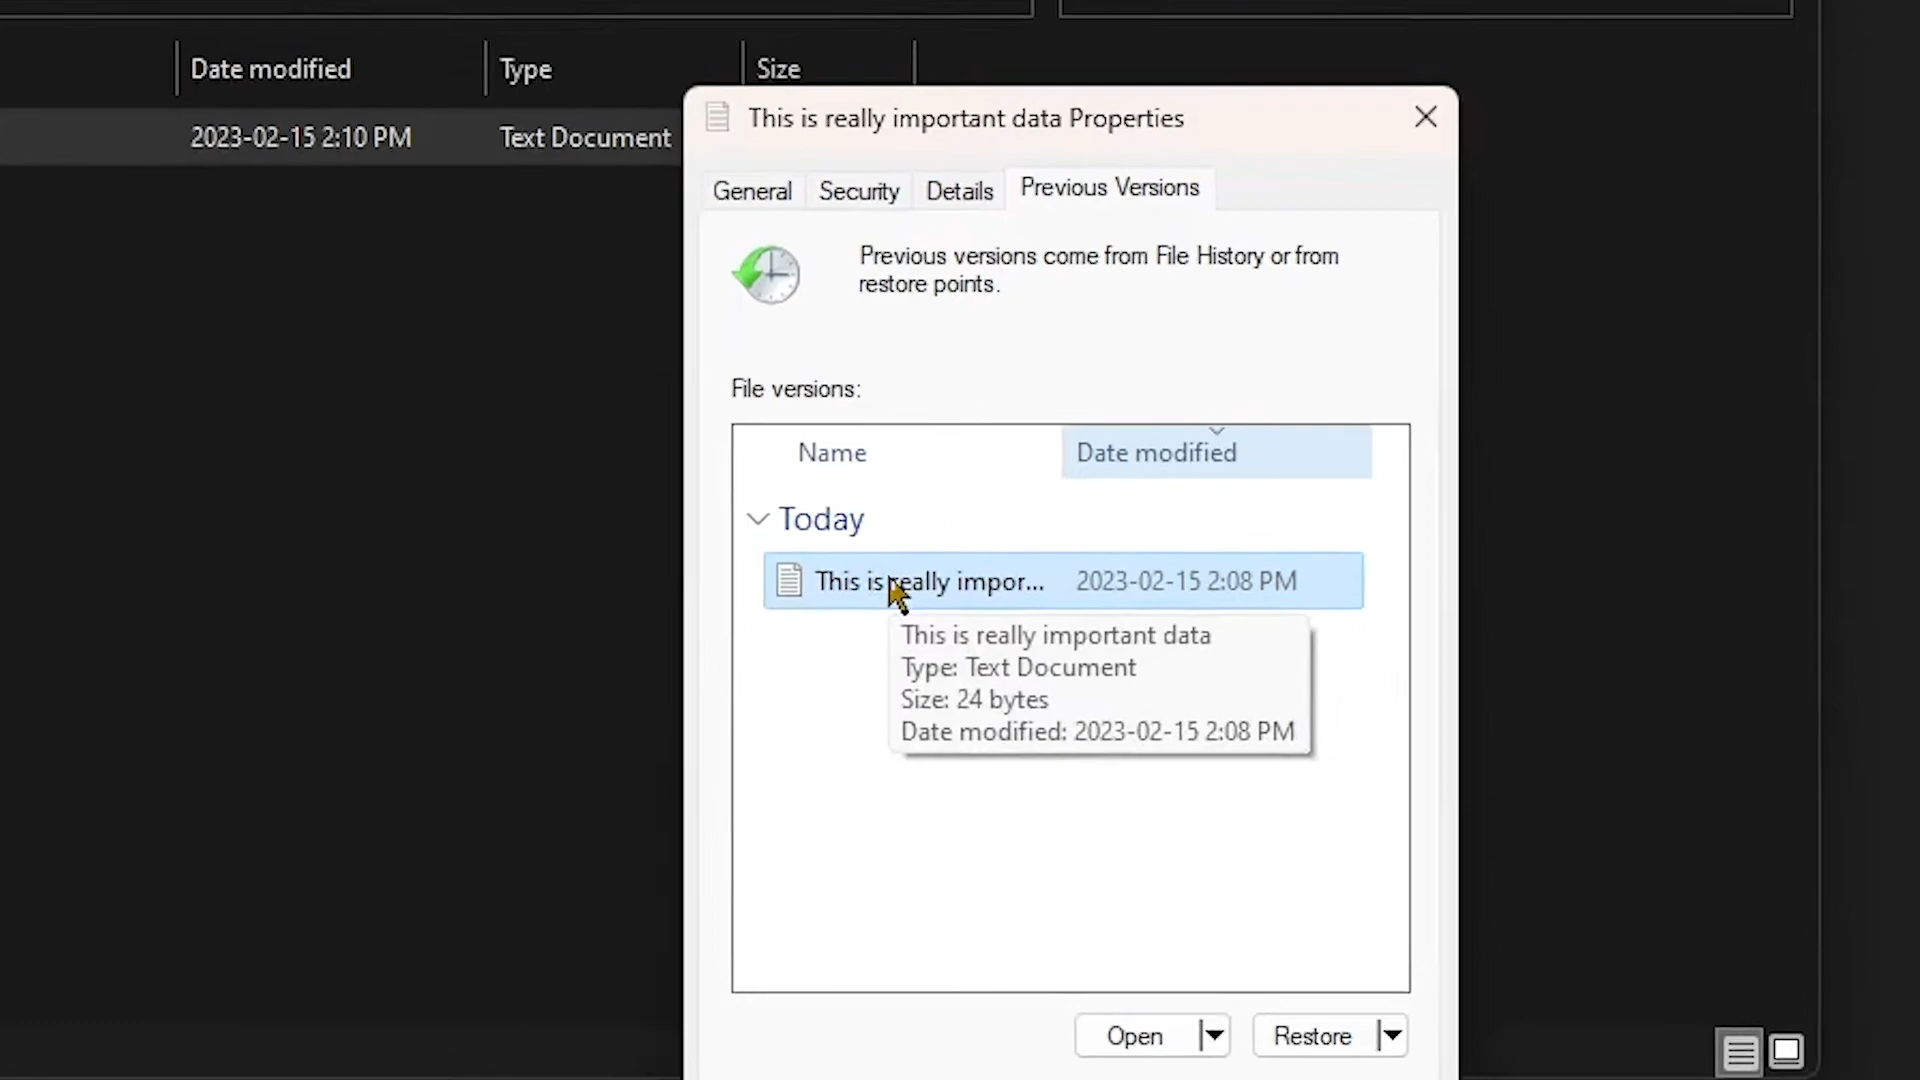 Date modified
Type
Size
2023-02-15 2:10 PM
Text Document
This is really important data Properties
General
Security
Details
Previous Versions
Previous versions come from File History or from
restore points.
File versions:
Name
Date modified
Today
This is really impor...
2023-02-15 2:08 PM
This is really important data
Type: Text Document
Size: 24 bytes
Date modified: 2023-02-15 2:08 PM
Open
Restore